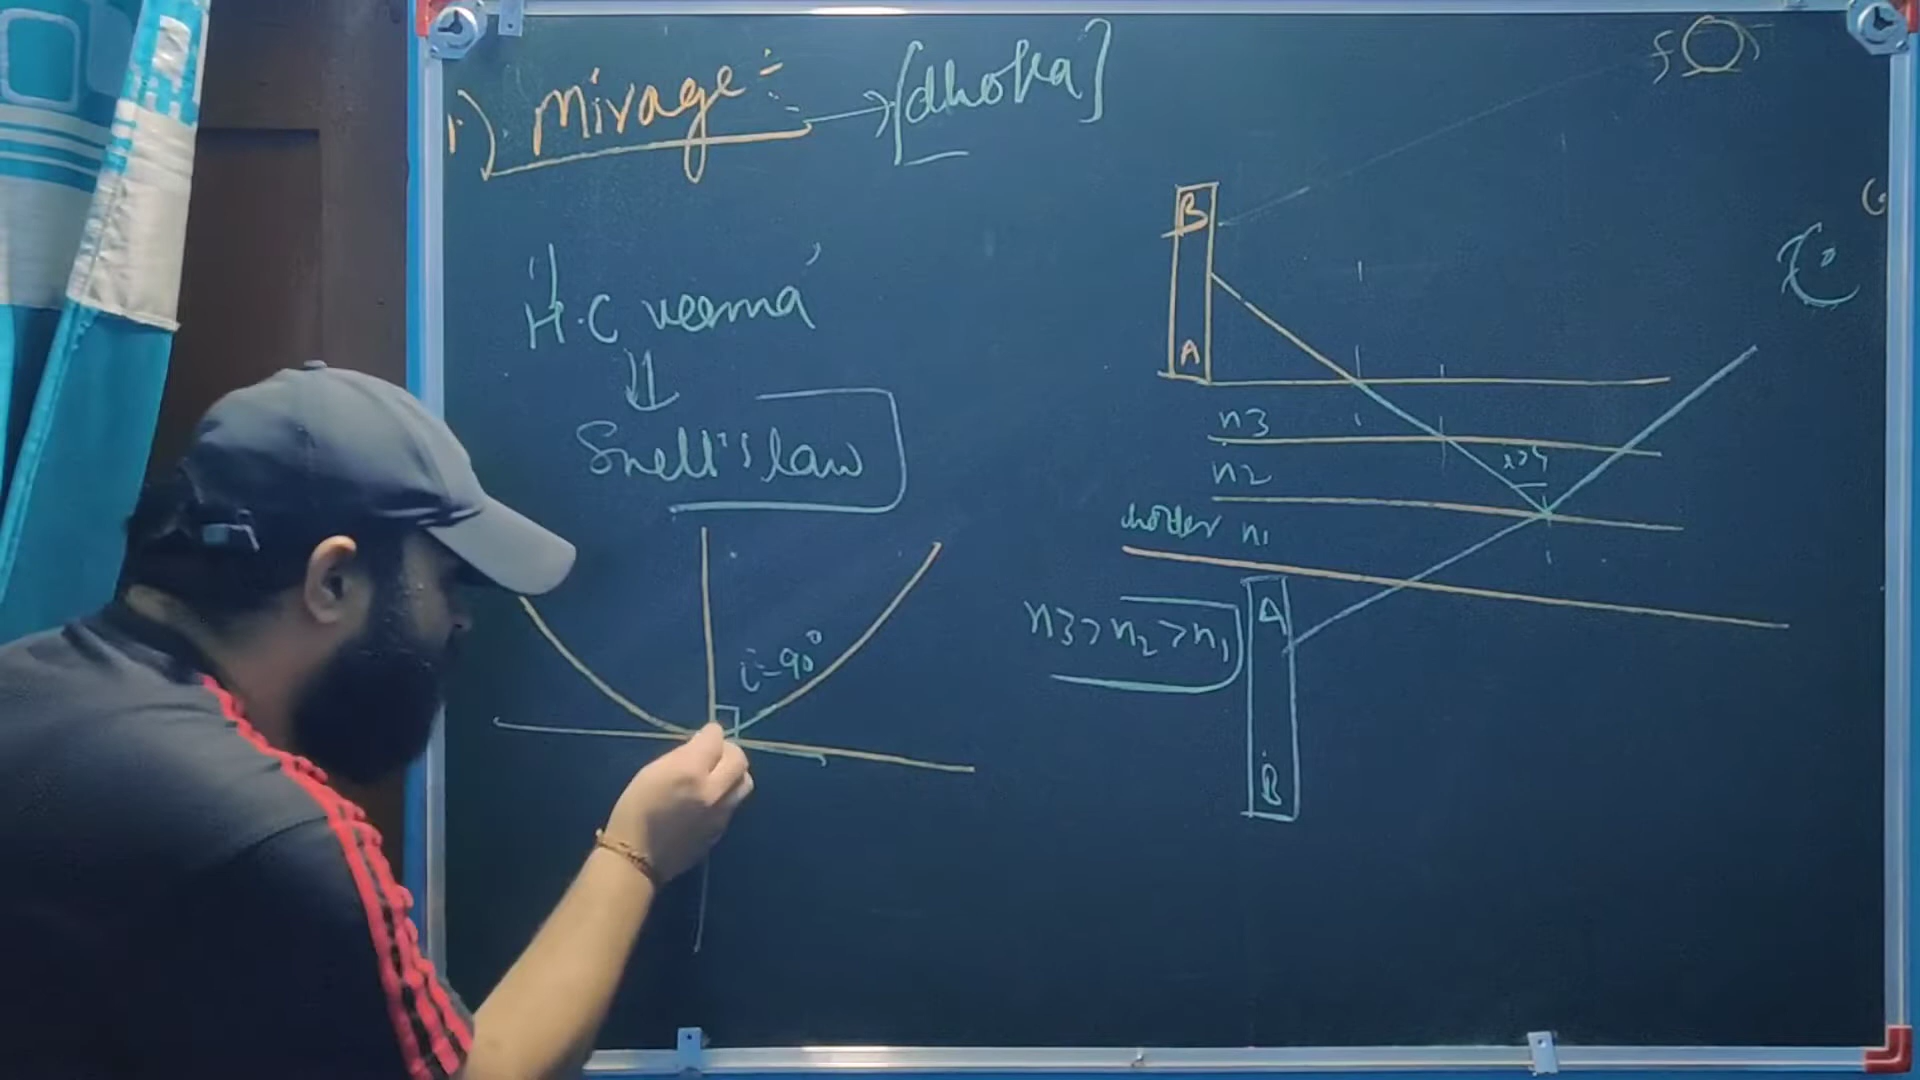 1.) Mirage :- → [dhoka]
H.C verma
⇓
Snell's law
i=90°
B
A
n3
n2
hotter n1
n3>n2>n1
A
B